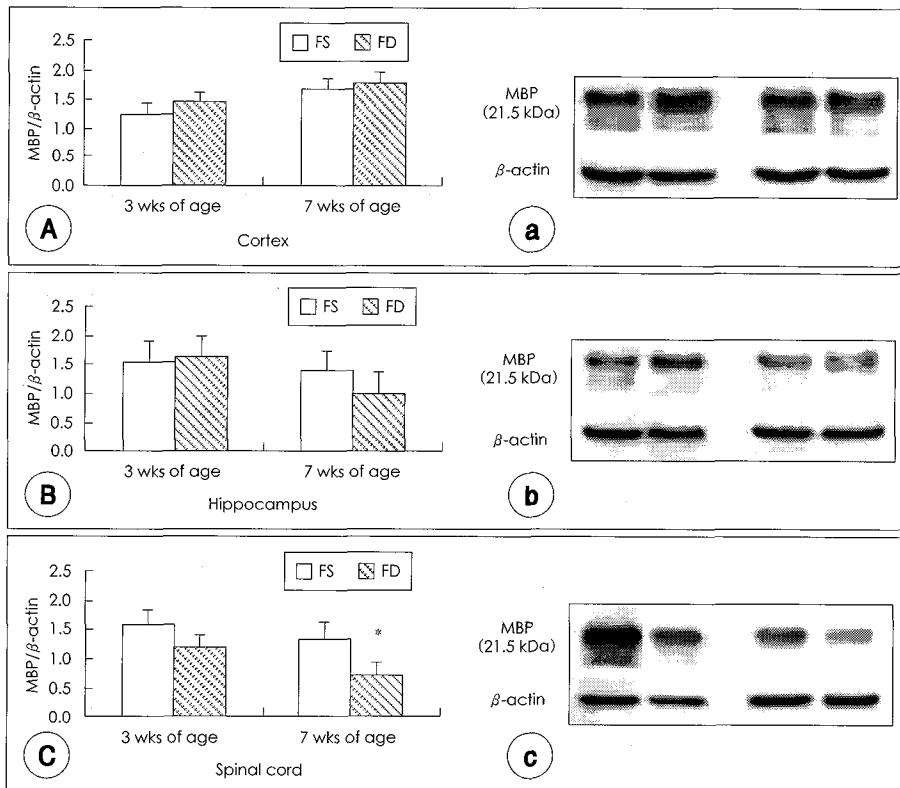 FS FD
2.5
2.0
1.5
1.0
0.5
0.0
MBP/β-actin
3 wks of age 7 wks of age
Cortex
A
MBP
(21.5 kDa)
β-actin
a
FS FD
2.5
2.0
1.5
1.0
0.5
0.0
MBP/β-actin
3 wks of age 7 wks of age
Hippocampus
B
MBP
(21.5 kDa)
β-actin
b
FS FD
2.5
2.0
1.5
1.0
0.5
0.0
MBP/β-actin
*
3 wks of age 7 wks of age
Spinal cord
C
MBP
(21.5 kDa)
β-actin
c